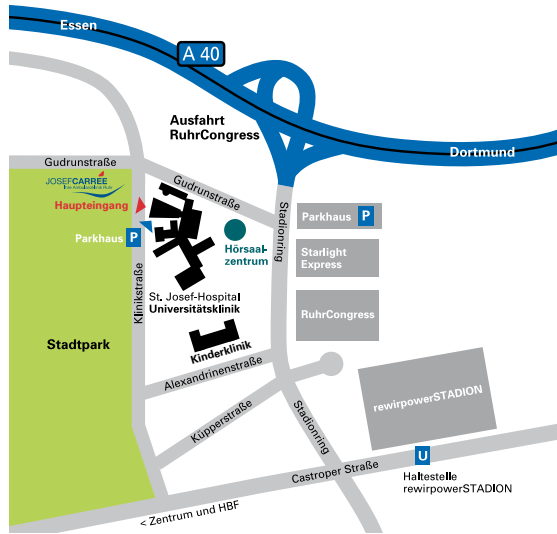 Essen
A 40
Ausfahrt
RuhrCongress
Dortmund
Gudrunstraße
JOSEFCARRÉE
Haupteingang
Gudrunstraße
Stadionring
Parkhaus P
Parkhaus P
Hörsaal-
zentrum
Starlight
Express
Klinikstraße
St. Josef-Hospital
Universitätsklinik
RuhrCongress
Stadtpark
Kinderklinik
Alexandrinenstraße
Küpperstraße
Stadionring
rewirpowerSTADION
U
Castroper Straße
Haltestelle
rewirpowerSTADION
< Zentrum und HBF